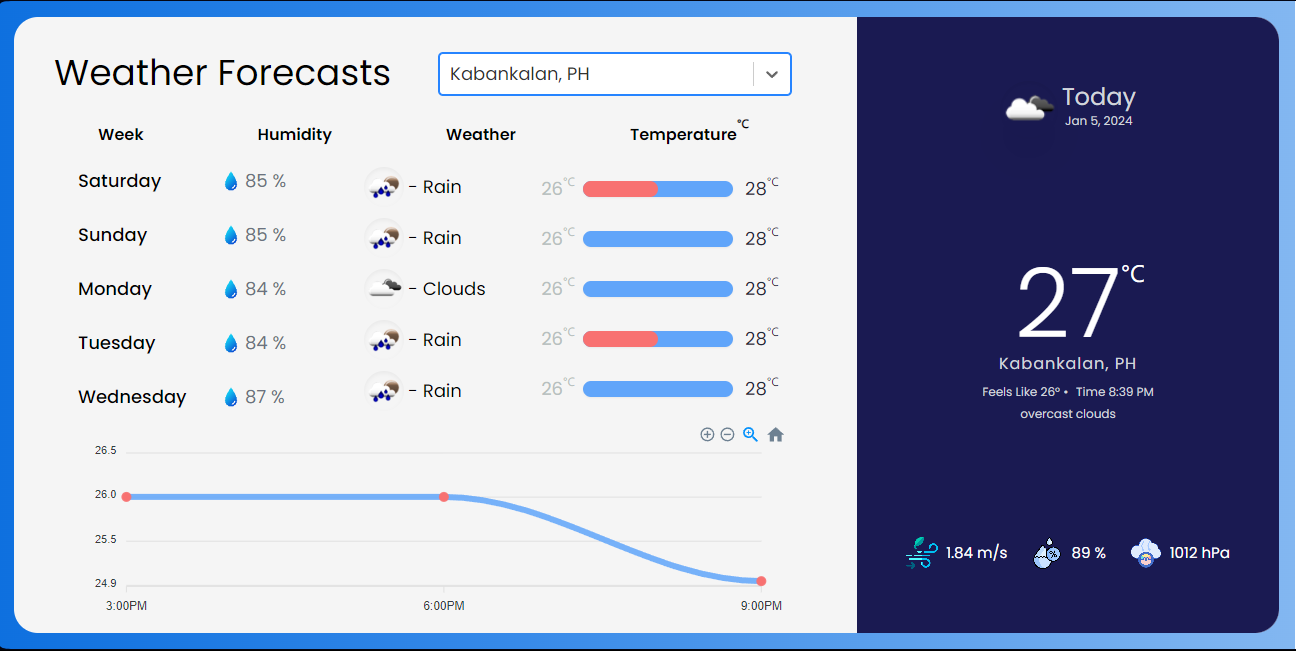 Weather Forecasts
Kabankalan, PH
Week Humidity Weather Temperature °C
Saturday 85 % - Rain 26°C 28°C
Sunday 85 % - Rain 26°C 28°C
Monday 84 % - Clouds 26°C 28°C
Tuesday 84 % - Rain 26°C 28°C
Wednesday 87 % - Rain 26°C 28°C
26.5
26.0
25.5
24.9
3:00PM 6:00PM 9:00PM
Today
Jan 5, 2024
27°C
Kabankalan, PH
Feels Like 26° • Time 8:39 PM
overcast clouds
1.84 m/s 89 % 1012 hPa